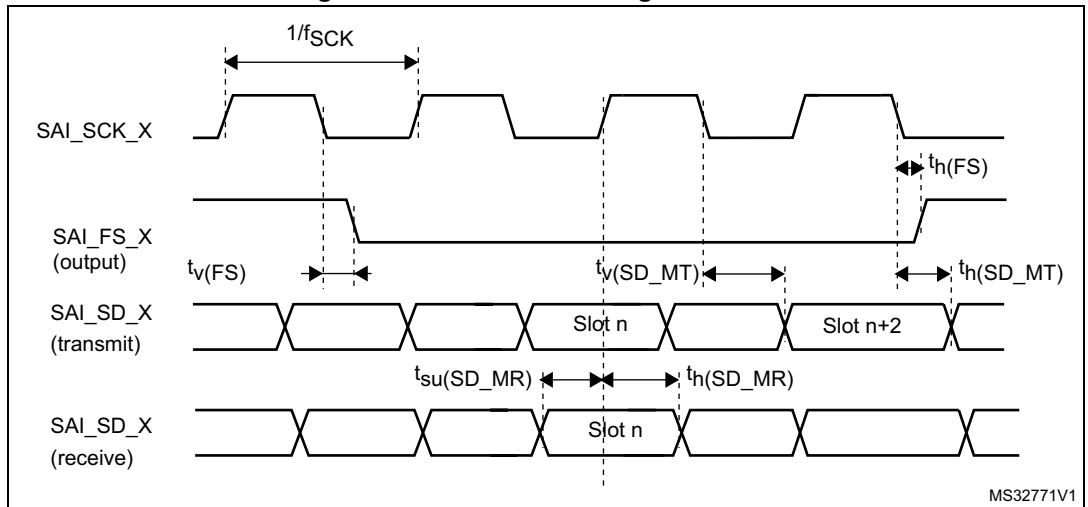 1/fSCK
SAI_SCK_X
th(FS)
SAI_FS_X
(output)
tv(FS)
tv(SD_MT)
th(SD_MT)
SAI_SD_X
(transmit)
Slot n
Slot n+2
tsu(SD_MR)
th(SD_MR)
SAI_SD_X
(receive)
Slot n
MS32771V1